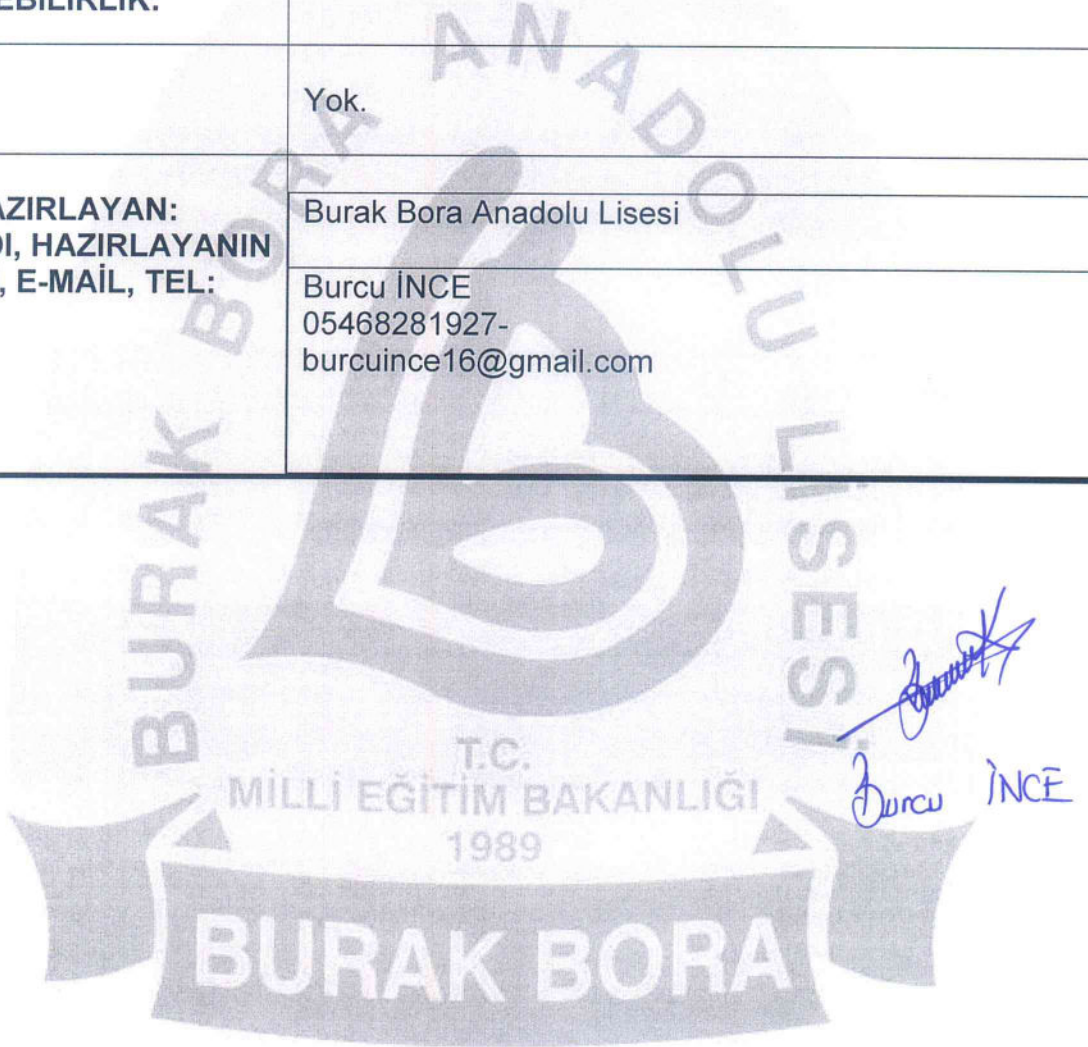 EBİLİRLİK:
Yok.
AZIRLAYAN:
DI, HAZIRLAYANIN
, E-MAİL, TEL:
Burak Bora Anadolu Lisesi
Burcu İNCE
05468281927-
burcuince16@gmail.com
BURAK BORA ANADOLU LİSESİ
T.C.
MİLLİ EĞİTİM BAKANLIĞI
1989
BURAK BORA
Burcu İNCE